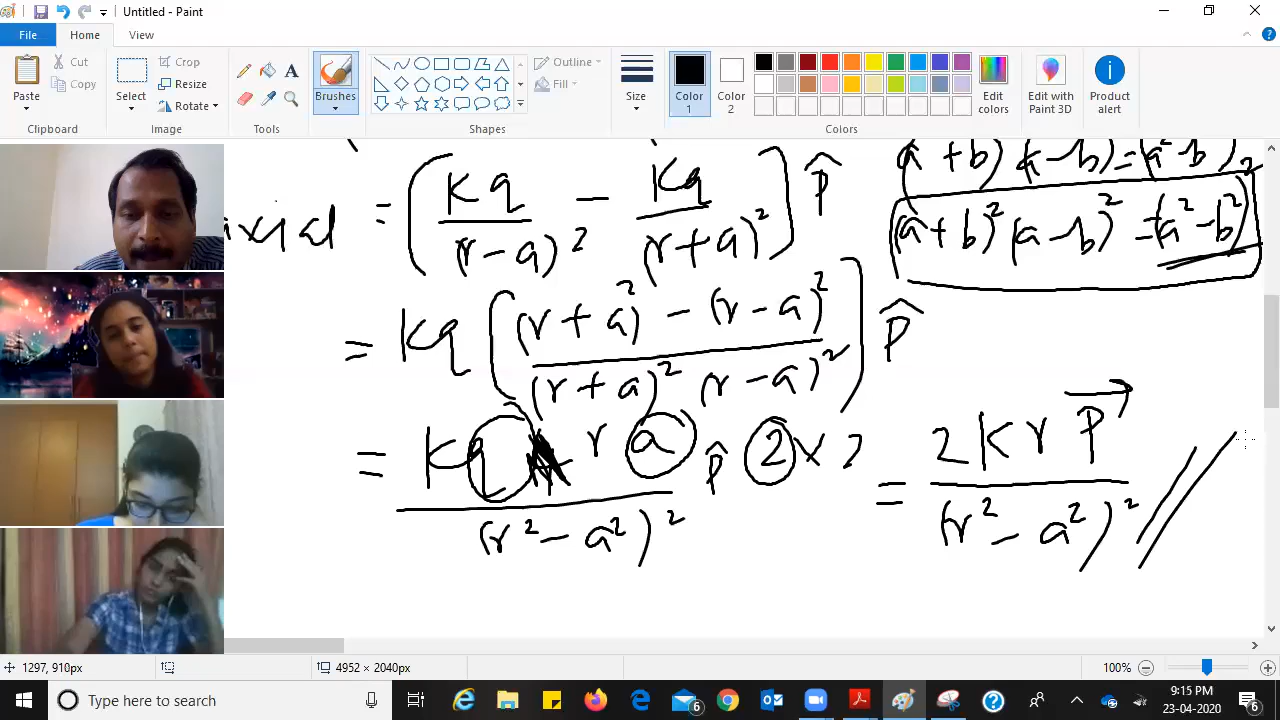 Untitled - Paint
File Home View
Paste Cut Copy Select Crop Resize Rotate Brushes Outline Fill Size Color 1 Color 2 Edit colors Edit with Paint 3D Product alert
Clipboard Image Tools Shapes Colors
(a + b) (a - b) = (a² - b²)
(a + b)² (a - b)² = (a² - b²)²
axial = [Kq / (r - a)² - Kq / (r + a)²] p̂
= Kq [(r + a)² - (r - a)² / (r + a)² (r - a)²] p̂
= Kq r a p̂ 2 × 2 / (r² - a²)² = 2 K r P⃗ / (r² - a²)² //
1297, 910px 4952 × 2040px 100%
Type here to search 6 6 9:15 PM
23-04-2020